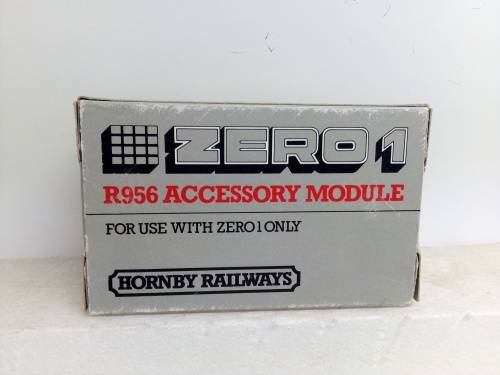 ZERO 1
R956 ACCESSORY MODULE
FOR USE WITH ZERO 1 ONLY
HORNBY RAILWAYS